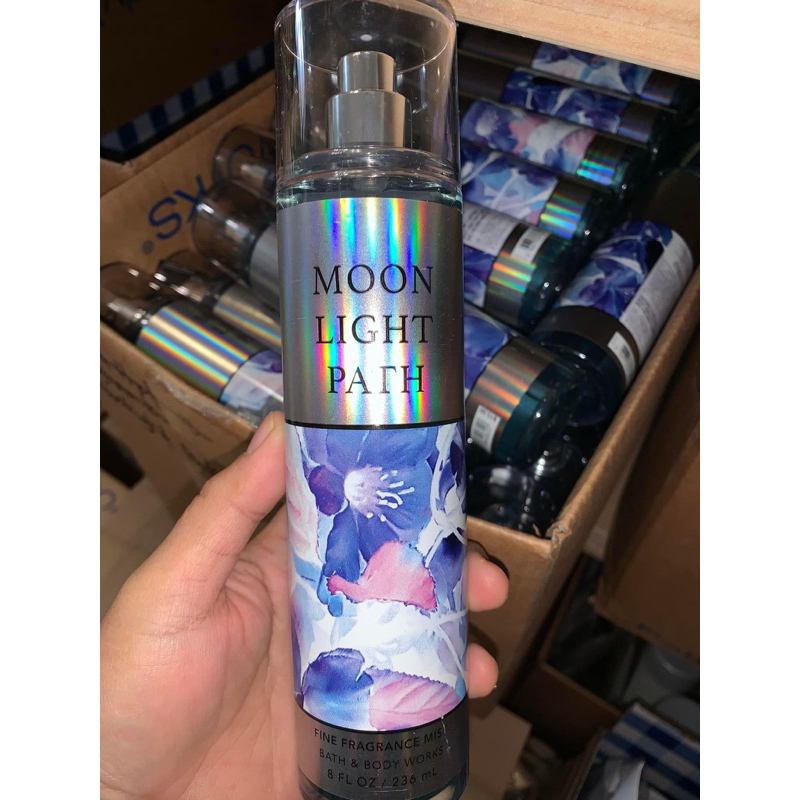 MOON
LIGHT
PATH
FINE FRAGRANCE MIST
BATH & BODY WORKS
8 FL OZ / 236 mL